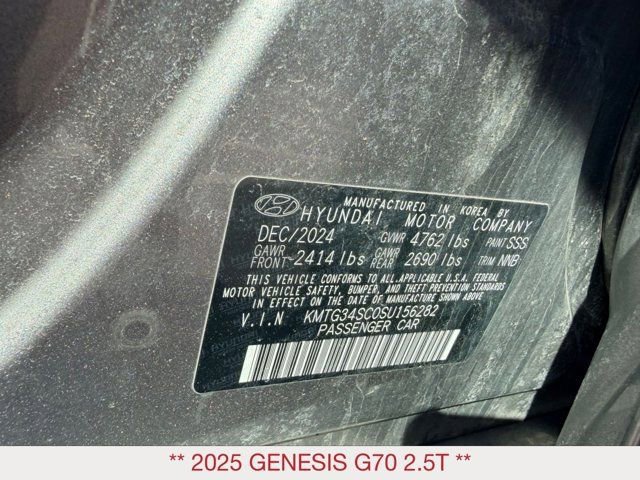 MANUFACTURED IN KOREA BY
HYUNDAI MOTOR COMPANY
DEC/2024 GVWR 4762 lbs PAINT SSS
GAWR FRONT 2414 lbs GAWR REAR 2690 lbs TRIM NNB
THIS VEHICLE CONFORMS TO ALL APPLICABLE U.S.A. FEDERAL
MOTOR VEHICLE SAFETY, BUMPER, AND THEFT PREVENTION STANDARDS
IN EFFECT ON THE DATE OF MANUFACTURE SHOWN ABOVE.
V.I.N KMTG34SC0SU156282
PASSENGER CAR
** 2025 GENESIS G70 2.5T **